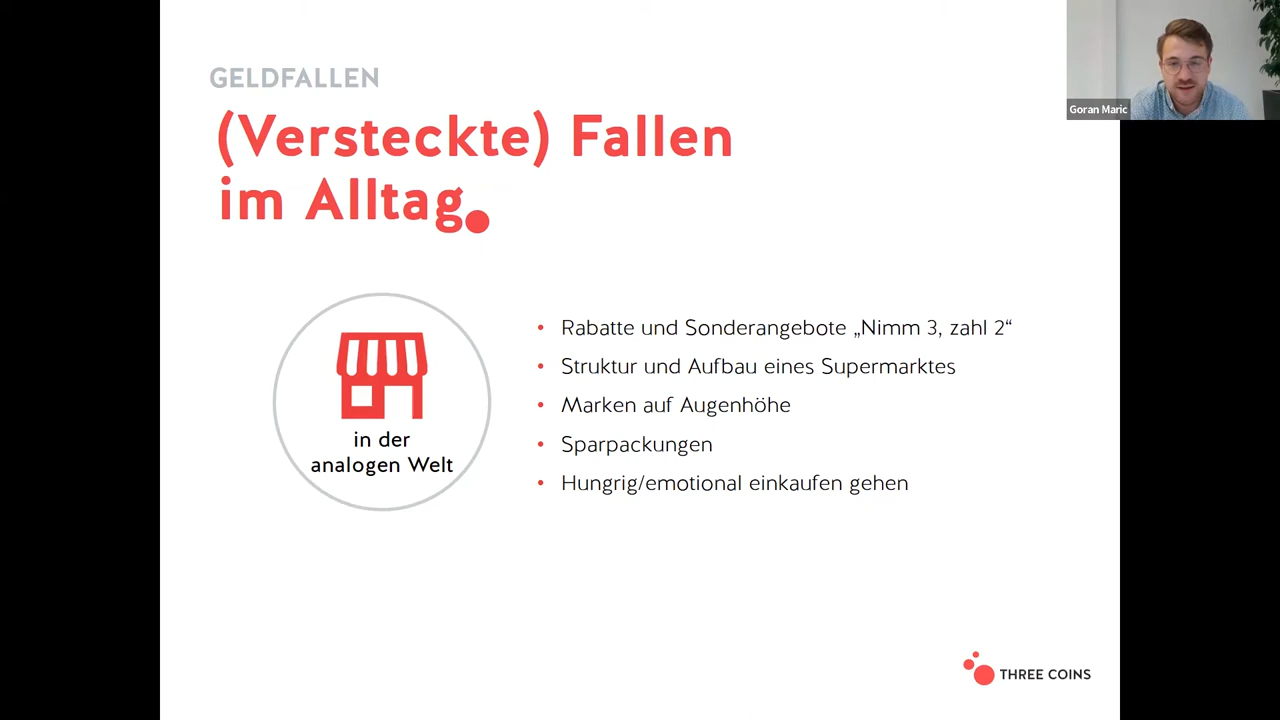 GELDFALLEN
(Versteckte) Fallen
im Alltag.
in der
analogen Welt
• Rabatte und Sonderangebote „Nimm 3, zahl 2“
• Struktur und Aufbau eines Supermarktes
• Marken auf Augenhöhe
• Sparpackungen
• Hungrig/emotional einkaufen gehen
THREE COINS
Goran Maric